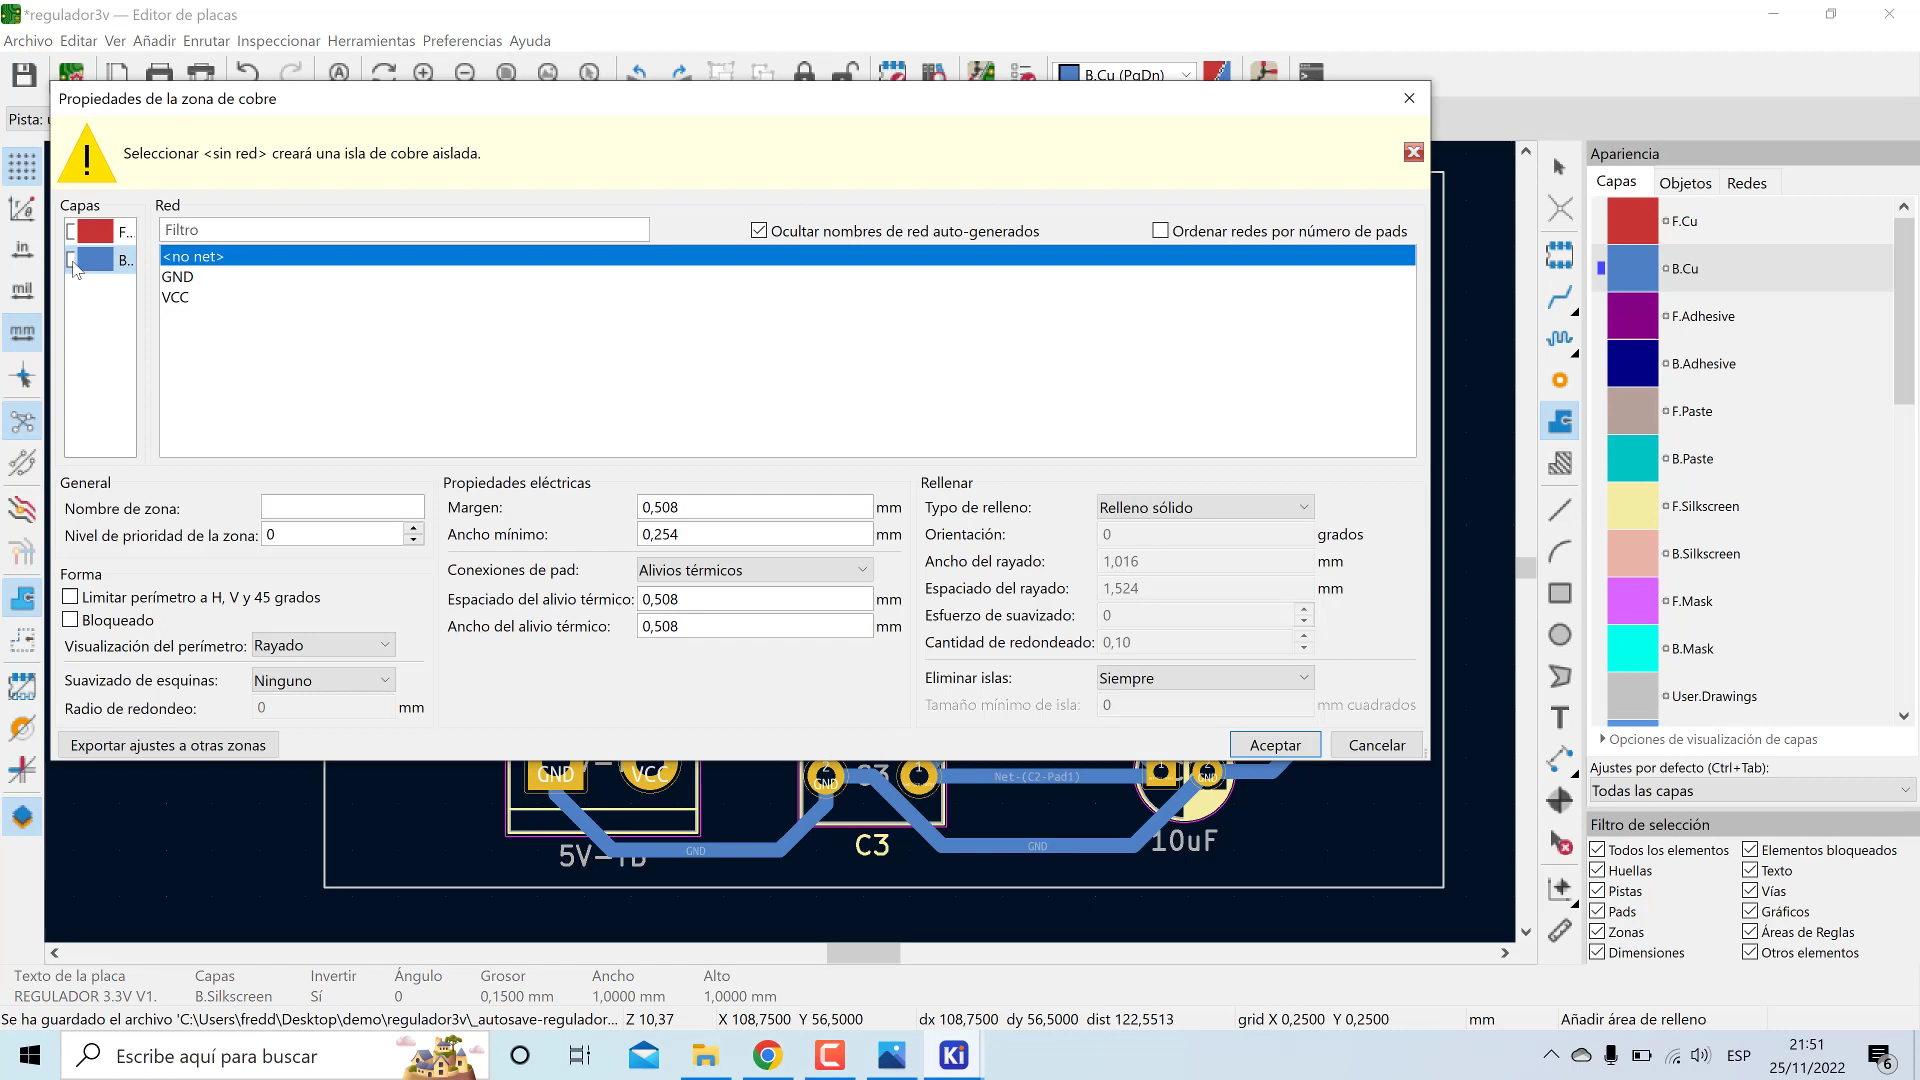 *regulador3v — Editor de placas
Archivo Editar Ver Añadir Enrutar Inspeccionar Herramientas Preferencias Ayuda
B.Cu (PgDn)
Pista:
Propiedades de la zona de cobre
Seleccionar <sin red> creará una isla de cobre aislada.
Capas
Red
F...
B..
Filtro
Ocultar nombres de red auto-generados
Ordenar redes por número de pads
<no net>
GND
VCC
General
Nombre de zona:
Nivel de prioridad de la zona: 0
Forma
Limitar perímetro a H, V y 45 grados
Bloqueado
Visualización del perímetro: Rayado
Suavizado de esquinas: Ninguno
Radio de redondeo: 0 mm
Propiedades eléctricas
Margen: 0,508 mm
Ancho mínimo: 0,254 mm
Conexiones de pad: Alivios térmicos
Espaciado del alivio térmico: 0,508 mm
Ancho del alivio térmico: 0,508 mm
Rellenar
Tipo de relleno: Relleno sólido
Orientación: 0 grados
Ancho del rayado: 1,016 mm
Espaciado del rayado: 1,524 mm
Esfuerzo de suavizado: 0
Cantidad de redondeado: 0,10
Eliminar islas: Siempre
Tamaño mínimo de isla: 0 mm cuadrados
Exportar ajustes a otras zonas
Aceptar
Cancelar
in
mil
mm
GND
VCC
2
GND
C3
1
Net-(C2-Pad1)
1
2
GND
5V-TB
GND
C3
GND
10uF
Apariencia
Capas Objetos Redes
F.Cu
B.Cu
F.Adhesive
B.Adhesive
F.Paste
B.Paste
F.Silkscreen
B.Silkscreen
F.Mask
B.Mask
User.Drawings
Opciones de visualización de capas
Ajustes por defecto (Ctrl+Tab):
Todas las capas
Filtro de selección
Todos los elementos
Elementos bloqueados
Huellas
Texto
Pistas
Vías
Pads
Gráficos
Zonas
Áreas de Reglas
Dimensiones
Otros elementos
Texto de la placa Capas Invertir Ángulo Grosor Ancho Alto
REGULADOR 3.3V V1. B.Silkscreen Sí 0 0,1500 mm 1,0000 mm 1,0000 mm
Se ha guardado el archivo 'C:\Users\fredd\Desktop\demo\regulador3v\_autosave-regulador... Z 10,37 X 108,7500 Y 56,5000 dx 108,7500 dy 56,5000 dist 122,5513 grid X 0,2500 Y 0,2500 mm Añadir área de relleno
Escribe aquí para buscar
Ki
ESP
21:51
25/11/2022
6